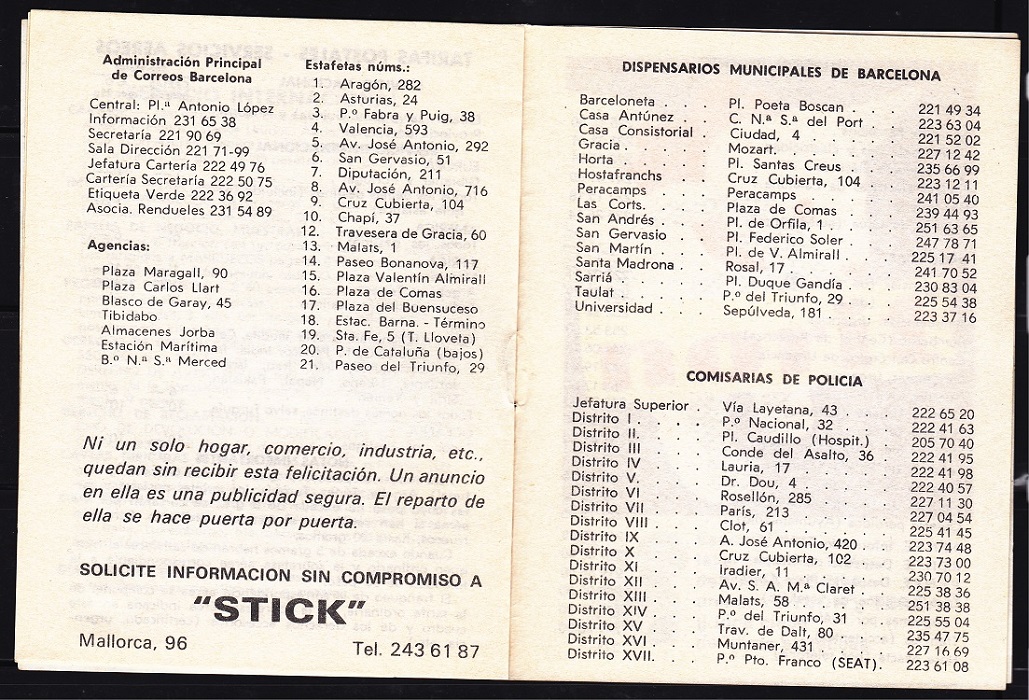 Administración Principal
de Correos Barcelona
Central: Pl.ª Antonio López
Información 231 65 38
Secretaría 221 90 69
Sala Dirección 221 71-99
Jefatura Cartería 222 49 76
Cartería Secretaría 222 50 75
Etiqueta Verde 222 36 92
Asocia. Rendueles 231 54 89
Agencias:
Plaza Maragall, 90
Plaza Carlos Llart
Blasco de Garay, 45
Tibidabo
Almacenes Jorba
Estación Marítima
B.º N.ª S.ª Merced
Estafetas núms.:
1. Aragón, 282
2. Asturias, 24
3. P.º Fabra y Puig, 38
4. Valencia, 593
5. Av. José Antonio, 292
6. San Gervasio, 51
7. Diputación, 211
8. Av. José Antonio, 716
9. Cruz Cubierta, 104
10. Chapí, 37
12. Travesera de Gracia, 60
13. Malats, 1
14. Paseo Bonanova, 117
15. Plaza Valentín Almirall
16. Plaza de Comas
17. Plaza del Buensuceso
18. Estac. Barna. - Término
19. Sta. Fe, 5 (T. Lloveta)
20. P. de Cataluña (bajos)
21. Paseo del Triunfo, 29
Ni un solo hogar, comercio, industria, etc.,
quedan sin recibir esta felicitación. Un anuncio
en ella es una publicidad segura. El reparto de
ella se hace puerta por puerta.
SOLICITE INFORMACION SIN COMPROMISO A
"STICK"
Mallorca, 96 Tel. 243 61 87
DISPENSARIOS MUNICIPALES DE BARCELONA
Barceloneta . . . Pl. Poeta Boscan . . . 221 49 34
Casa Antúnez . . C. N.ª S.ª del Port . . 223 63 04
Casa Consistorial . Ciudad, 4 . . . . 221 52 02
Gracia . . . . Mozart. . . . . 227 12 42
Horta . . . . Pl. Santas Creus . . 235 66 99
Hostafranchs . . Cruz Cubierta, 104 . . 223 12 11
Peracamps . . . Peracamps . . . . 241 05 40
Las Corts. . . . Plaza de Comas . . 239 44 93
San Andrés . . . Pl. de Orfila, 1 . . . 251 63 65
San Gervasio . . Pl. Federico Soler . . 247 78 71
San Martín . . . Pl. de V. Almirall . . 225 17 41
Santa Madrona . . Rosal, 17 . . . . 241 70 52
Sarriá . . . . Pl. Duque Gandía . . 230 83 04
Taulat . . . . P.º del Triunfo, 29 . . 225 54 38
Universidad . . . Sepúlveda, 181 . . . 223 37 16
COMISARIAS DE POLICIA
Jefatura Superior . Vía Layetana, 43 . . . 222 65 20
Distrito I . . . . P.º Nacional, 32 . . . 222 41 63
Distrito II. . . . Pl. Caudillo (Hospit.) . 205 70 40
Distrito III . . . Conde del Asalto, 36 . 222 41 95
Distrito IV . . . Lauria, 17 . . . . 222 41 98
Distrito V. . . . Dr. Dou, 4 . . . . 222 40 57
Distrito VI . . . Rosellón, 285 . . . 227 11 30
Distrito VII . . . París, 213 . . . . 227 04 54
Distrito VIII . . . Clot, 61 . . . . 225 41 45
Distrito IX . . . A. José Antonio, 420 . . 223 74 48
Distrito X . . . Cruz Cubierta, 102 . . 223 73 00
Distrito XI . . . Iradier, 11 . . . . 230 70 12
Distrito XII . . . Av. S. A. M.ª Claret . . 225 38 36
Distrito XIII . . . Malats, 58 . . . . 251 38 38
Distrito XIV . . . P.º del Triunfo, 31 . . 225 55 04
Distrito XV . . . Trav. de Dalt, 80 . . . 235 47 75
Distrito XVI . . . Muntaner, 431 . . . 227 16 69
Distrito XVII. . . P.º Pto. Franco (SEAT). 223 61 08